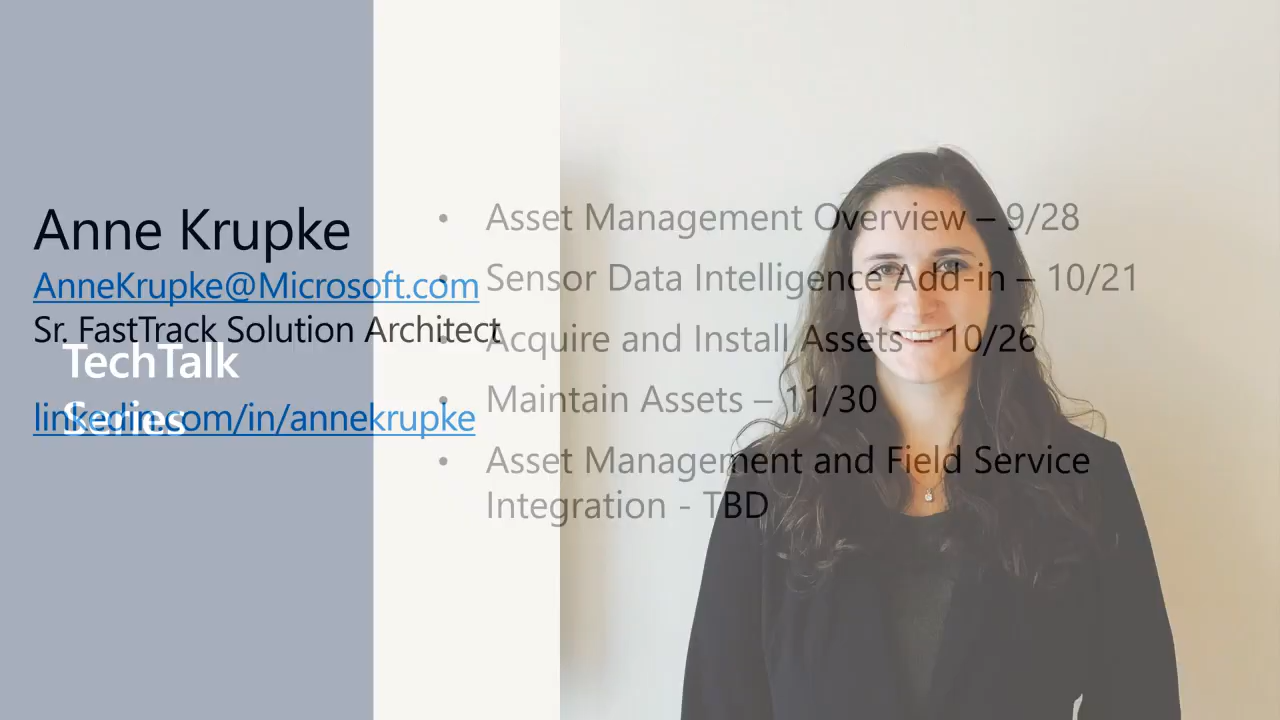 Anne Krupke
AnneKrupke@Microsoft.com
Sr. FastTrack Solution Architect
linkedin.com/in/annekrupke
TechTalk
Series
• Asset Management Overview – 9/28
• Sensor Data Intelligence Add-in – 10/21
• Acquire and Install Assets – 10/26
• Maintain Assets – 11/30
• Asset Management and Field Service
Integration - TBD